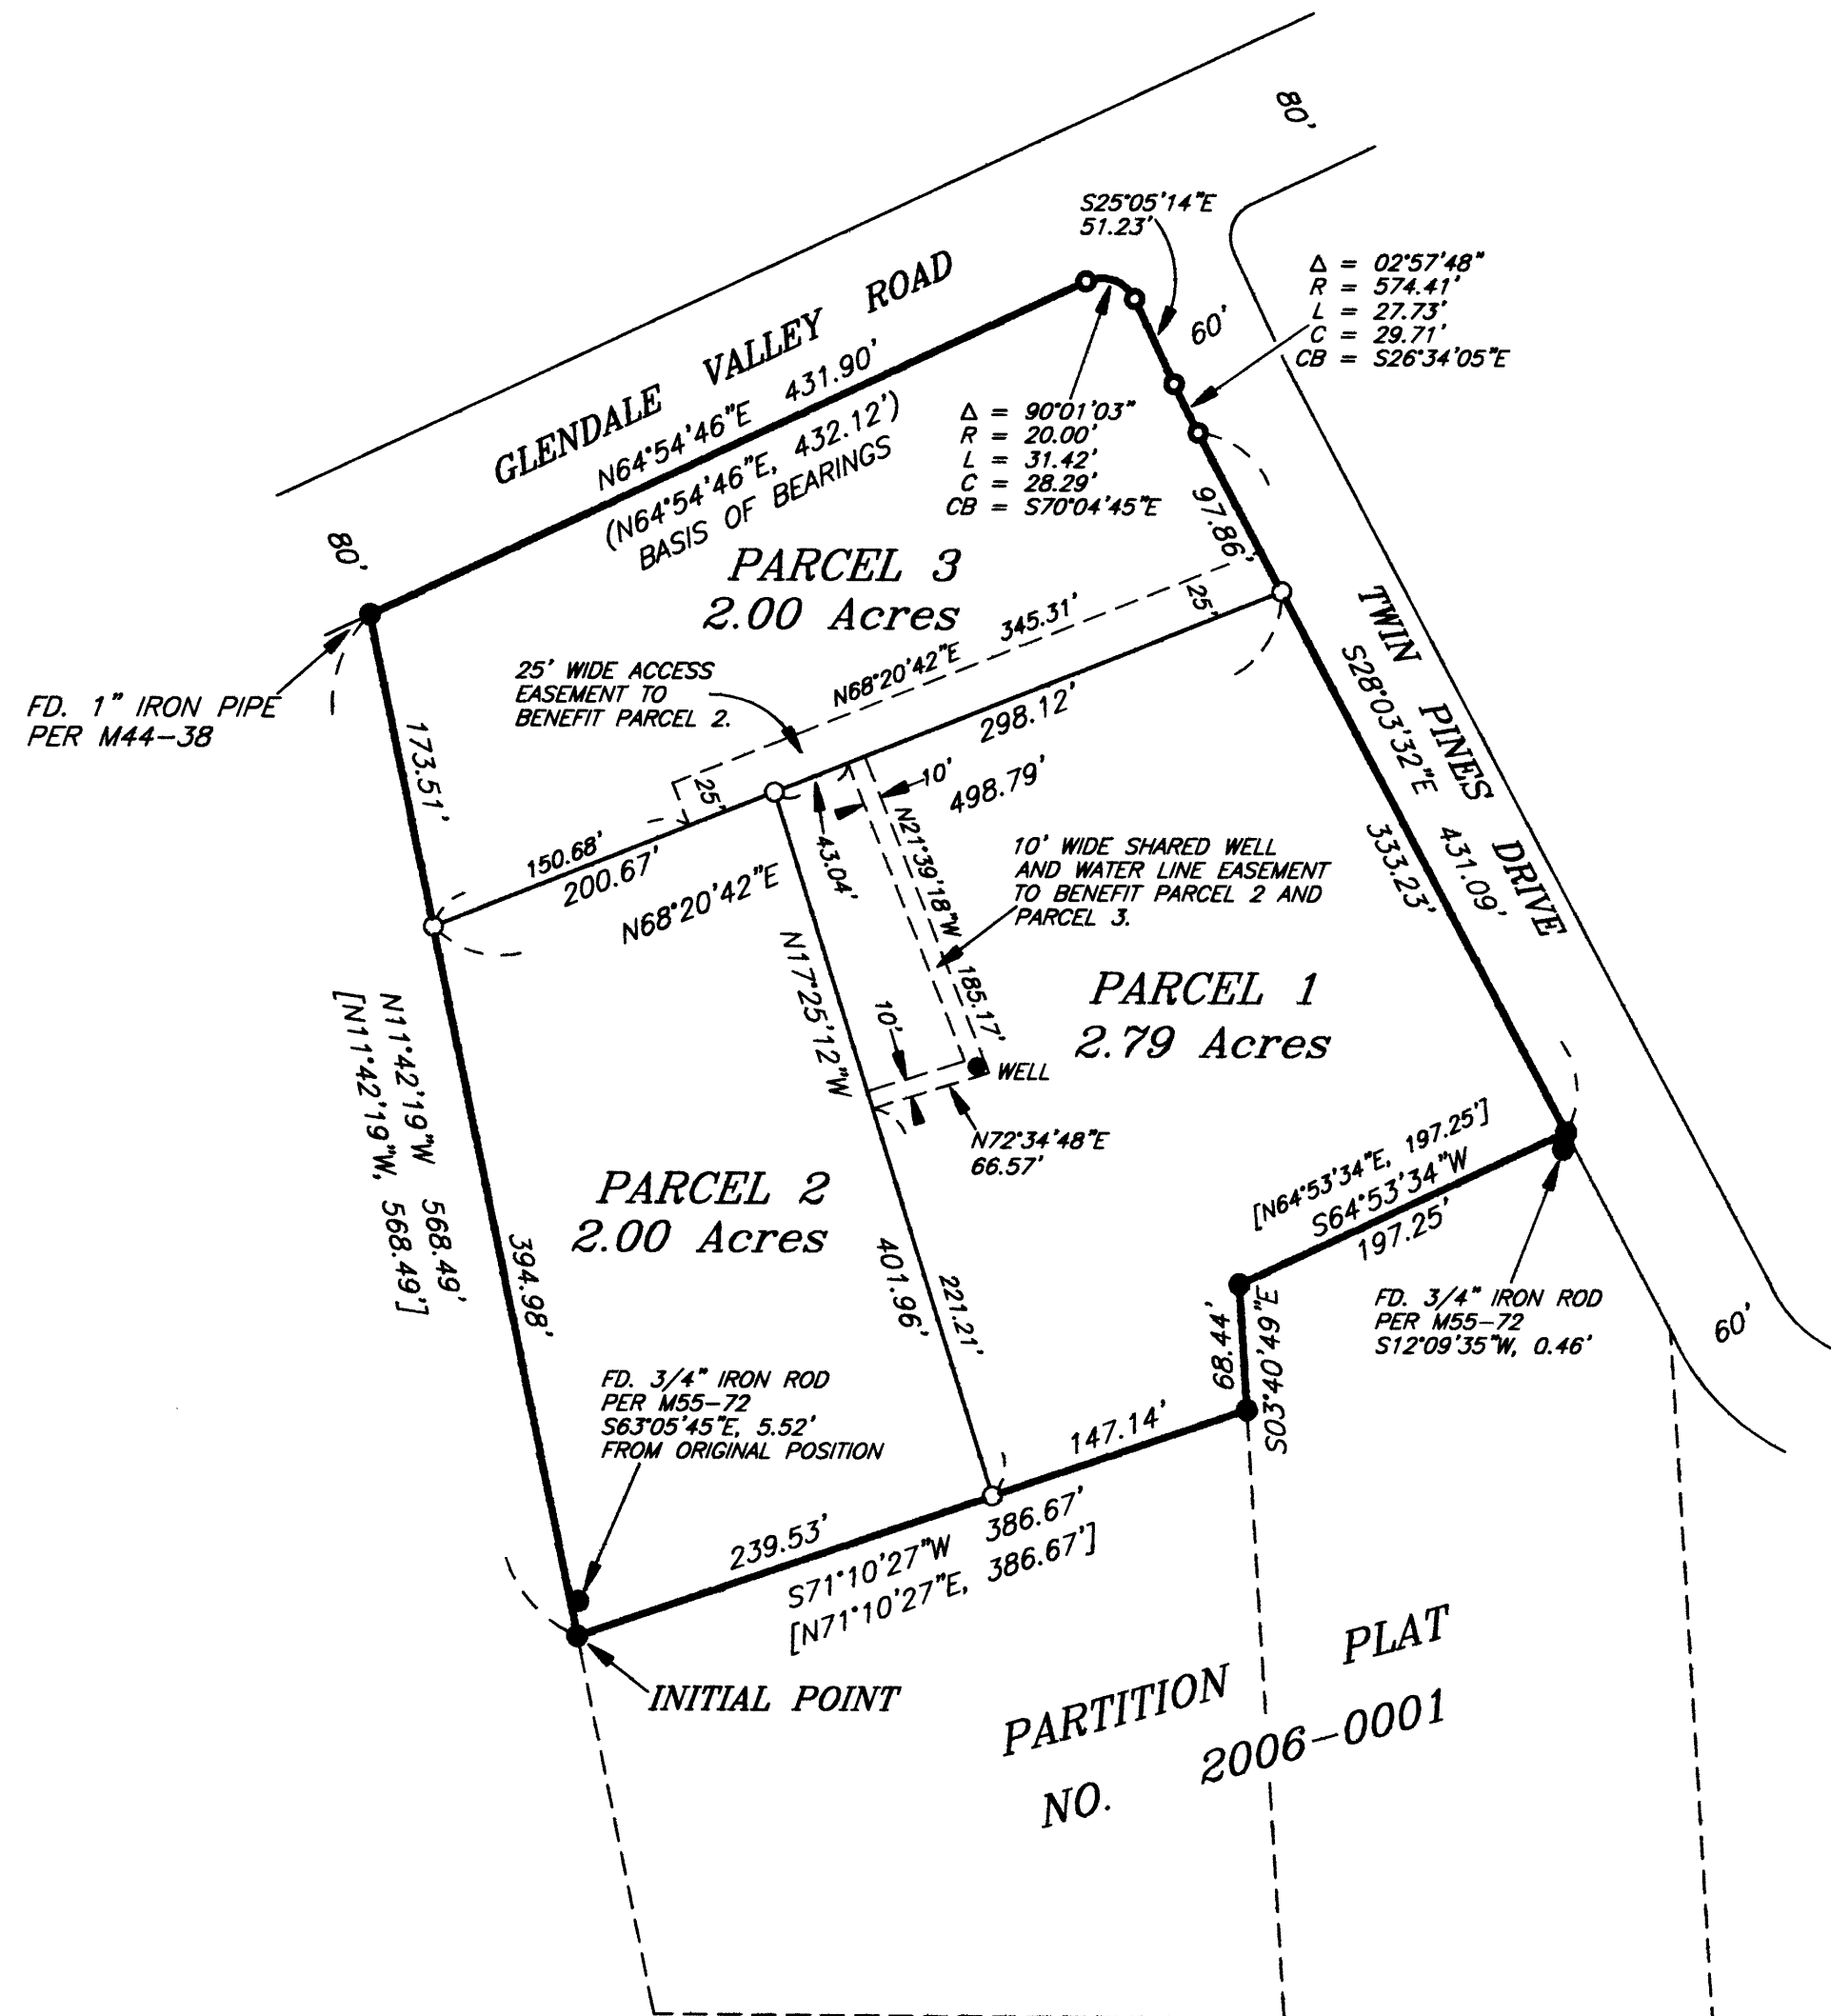 80'
S25°05'14"E
51.23'
Δ = 02°57'48"
R = 574.41'
L = 27.73'
C = 29.71'
CB = S26°34'05"E
60'
GLENDALE VALLEY ROAD
N64°54'46"E 431.90'
(N64°54'46"E, 432.12')
BASIS OF BEARINGS
Δ = 90°01'03"
R = 20.00'
L = 31.42'
C = 28.29'
CB = S70°04'45"E
80'
97.86'
PARCEL 3
2.00 Acres
FD. 1" IRON PIPE
PER M44-38
25' WIDE ACCESS
EASEMENT TO
BENEFIT PARCEL 2.
N68°20'42"E 345.31'
25'
298.12'
TWIN PINES DRIVE
S28°03'32"E 431.09'
333.23'
173.51'
25'
10'
498.79'
150.68'
200.67'
N68°20'42"E
43.04'
N21°39'18"W 185.17'
10' WIDE SHARED WELL
AND WATER LINE EASEMENT
TO BENEFIT PARCEL 2 AND
PARCEL 3.
N17°25'12"W
401.96'
10'
WELL
PARCEL 1
2.79 Acres
N11°42'19"W 568.49'
[N11°42'19"W, 568.49']
N72°34'48"E
66.57'
PARCEL 2
2.00 Acres
394.98'
221.21'
[N64°53'34"E, 197.25']
S64°53'34"W
197.25'
68.44'
S03°40'49"E
FD. 3/4" IRON ROD
PER M55-72
S12°09'35"W, 0.46'
60'
FD. 3/4" IRON ROD
PER M55-72
S63°05'45"E, 5.52'
FROM ORIGINAL POSITION
147.14'
239.53'
S71°10'27"W 386.67'
[N71°10'27"E, 386.67']
INITIAL POINT
PARTITION PLAT
NO. 2006-0001